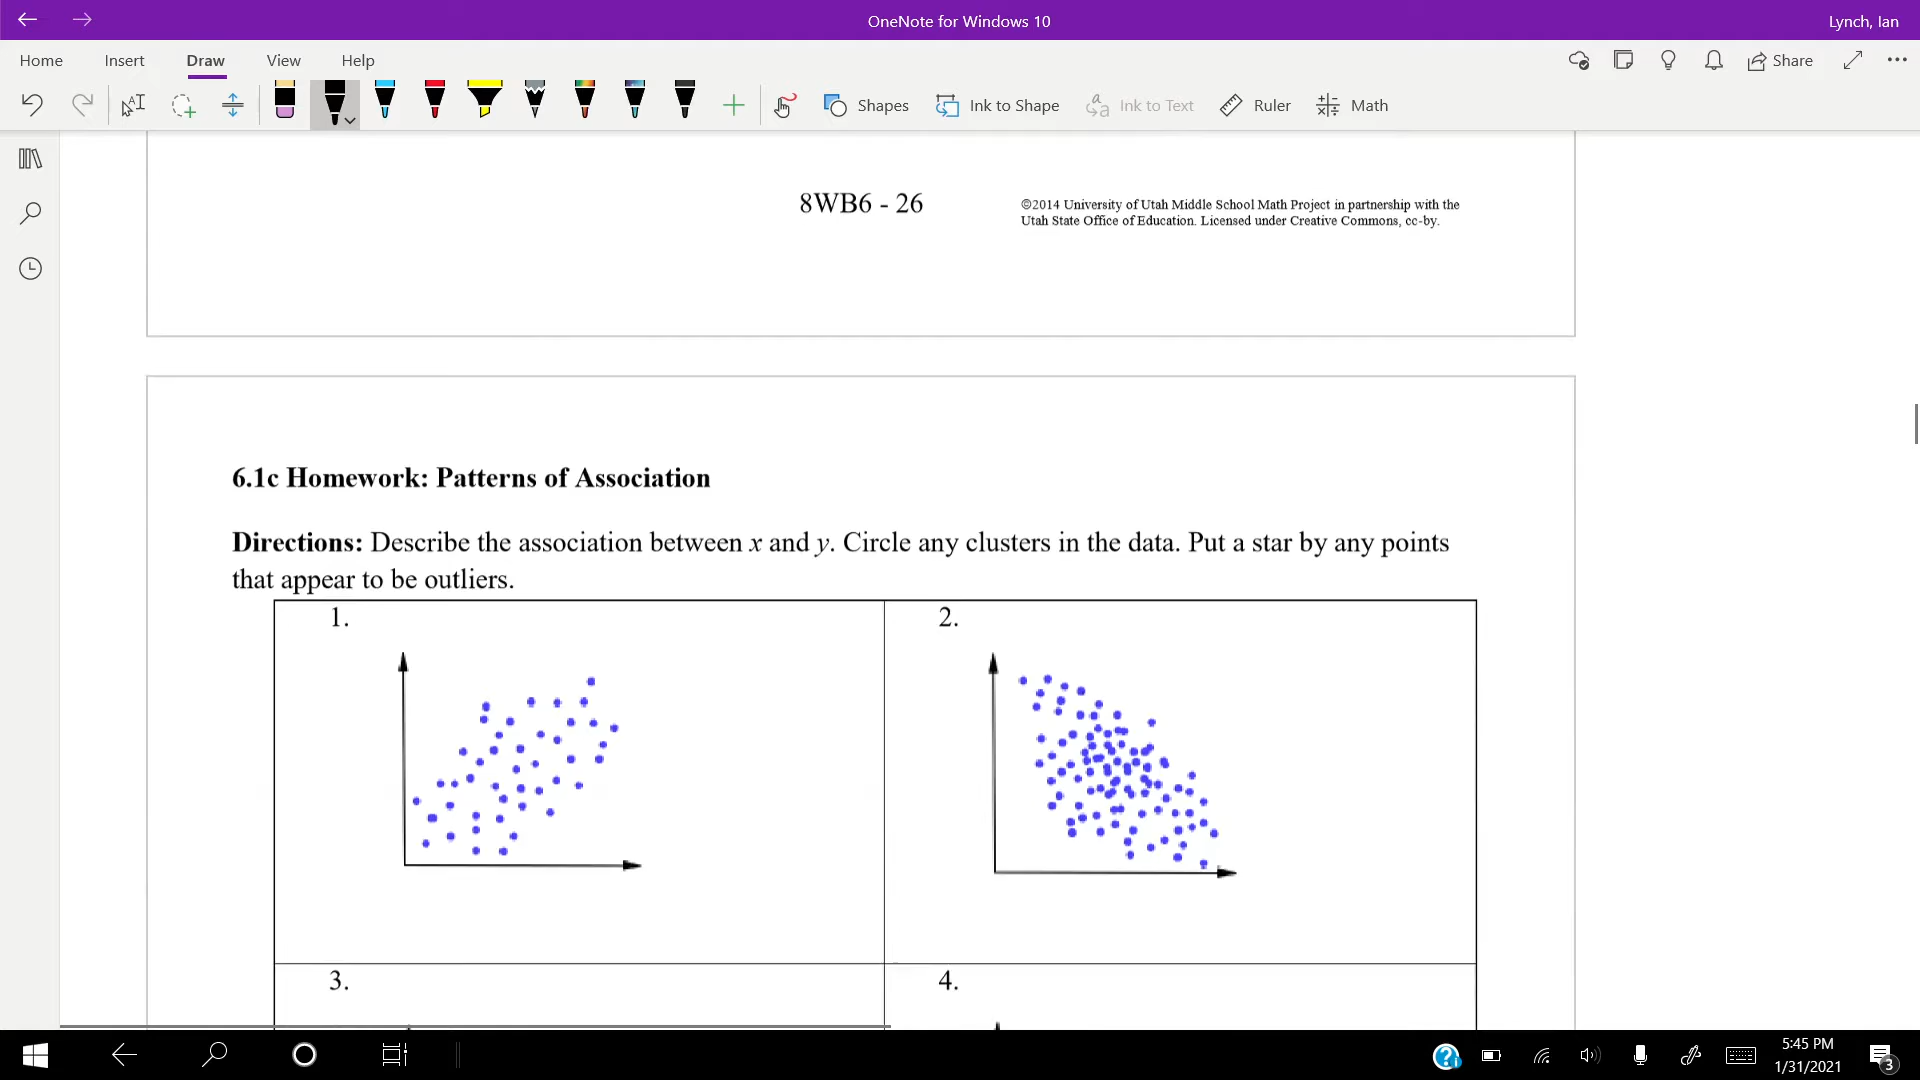 OneNote for Windows 10
Lynch, Ian
Home Insert Draw View Help
Share
Shapes Ink to Shape Ink to Text Ruler Math
8WB6 - 26
©2014 University of Utah Middle School Math Project in partnership with the
Utah State Office of Education. Licensed under Creative Commons, cc-by.
6.1c Homework: Patterns of Association
Directions: Describe the association between x and y. Circle any clusters in the data. Put a star by any points
that appear to be outliers.
1.
2.
3.
4.
5:45 PM
1/31/2021
3